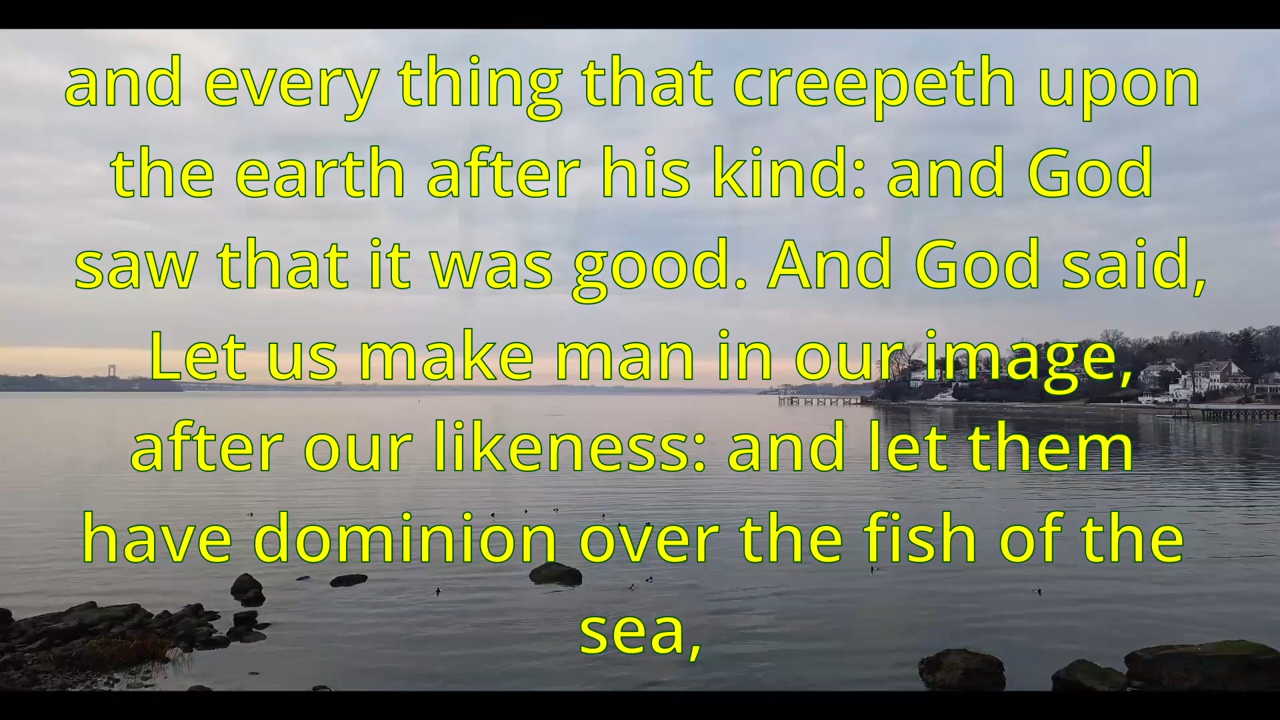 and every thing that creepeth upon
the earth after his kind: and God
saw that it was good. And God said,
Let us make man in our image,
after our likeness: and let them
have dominion over the fish of the
sea,